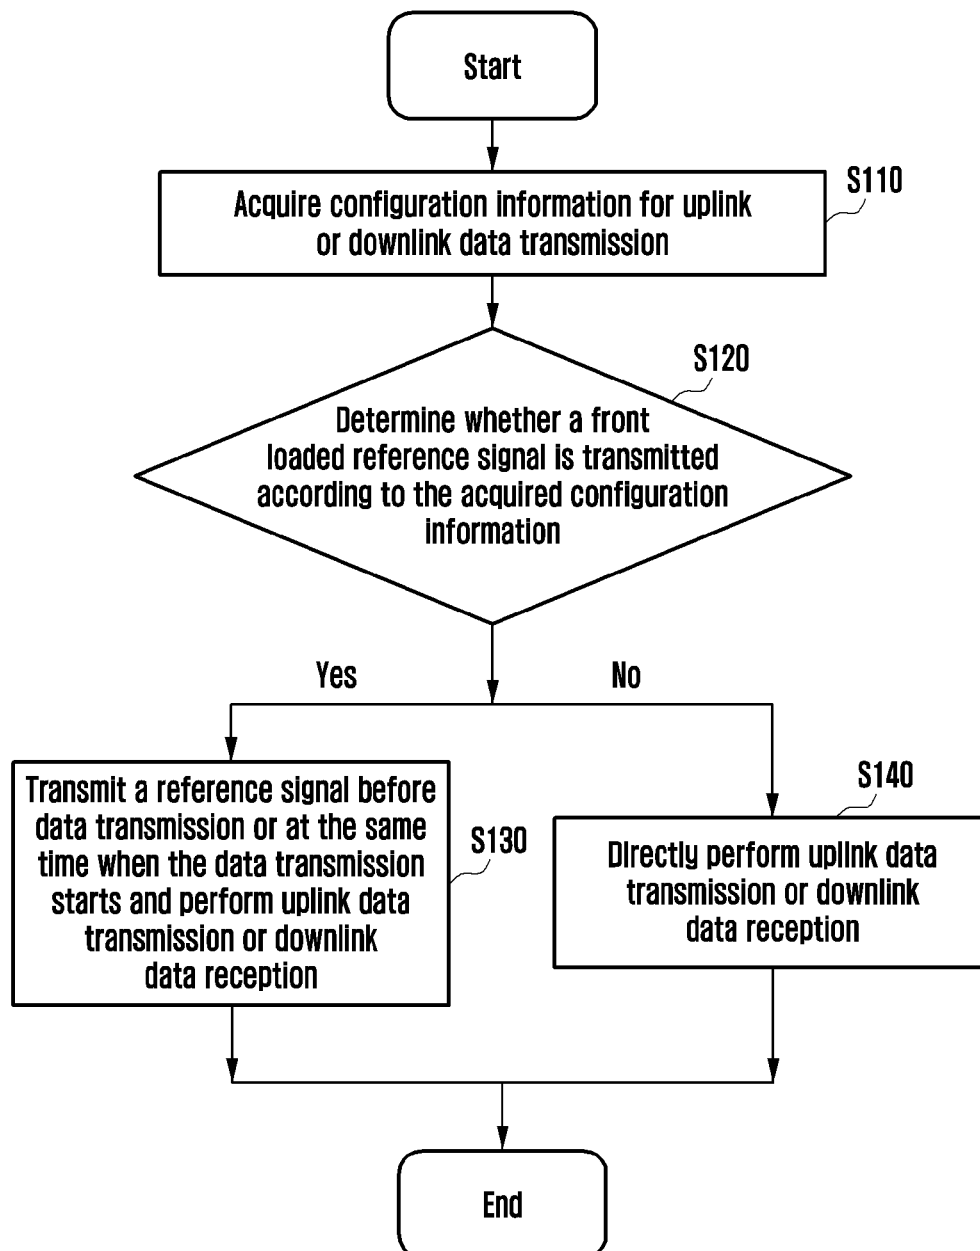 Start
S110
Acquire configuration information for uplink
or downlink data transmission
S120
Determine whether a front
loaded reference signal is transmitted
according to the acquired configuration
information
Yes
No
Transmit a reference signal before
data transmission or at the same
time when the data transmission
starts and perform uplink data
transmission or downlink
data reception
S130
S140
Directly perform uplink data
transmission or downlink
data reception
End